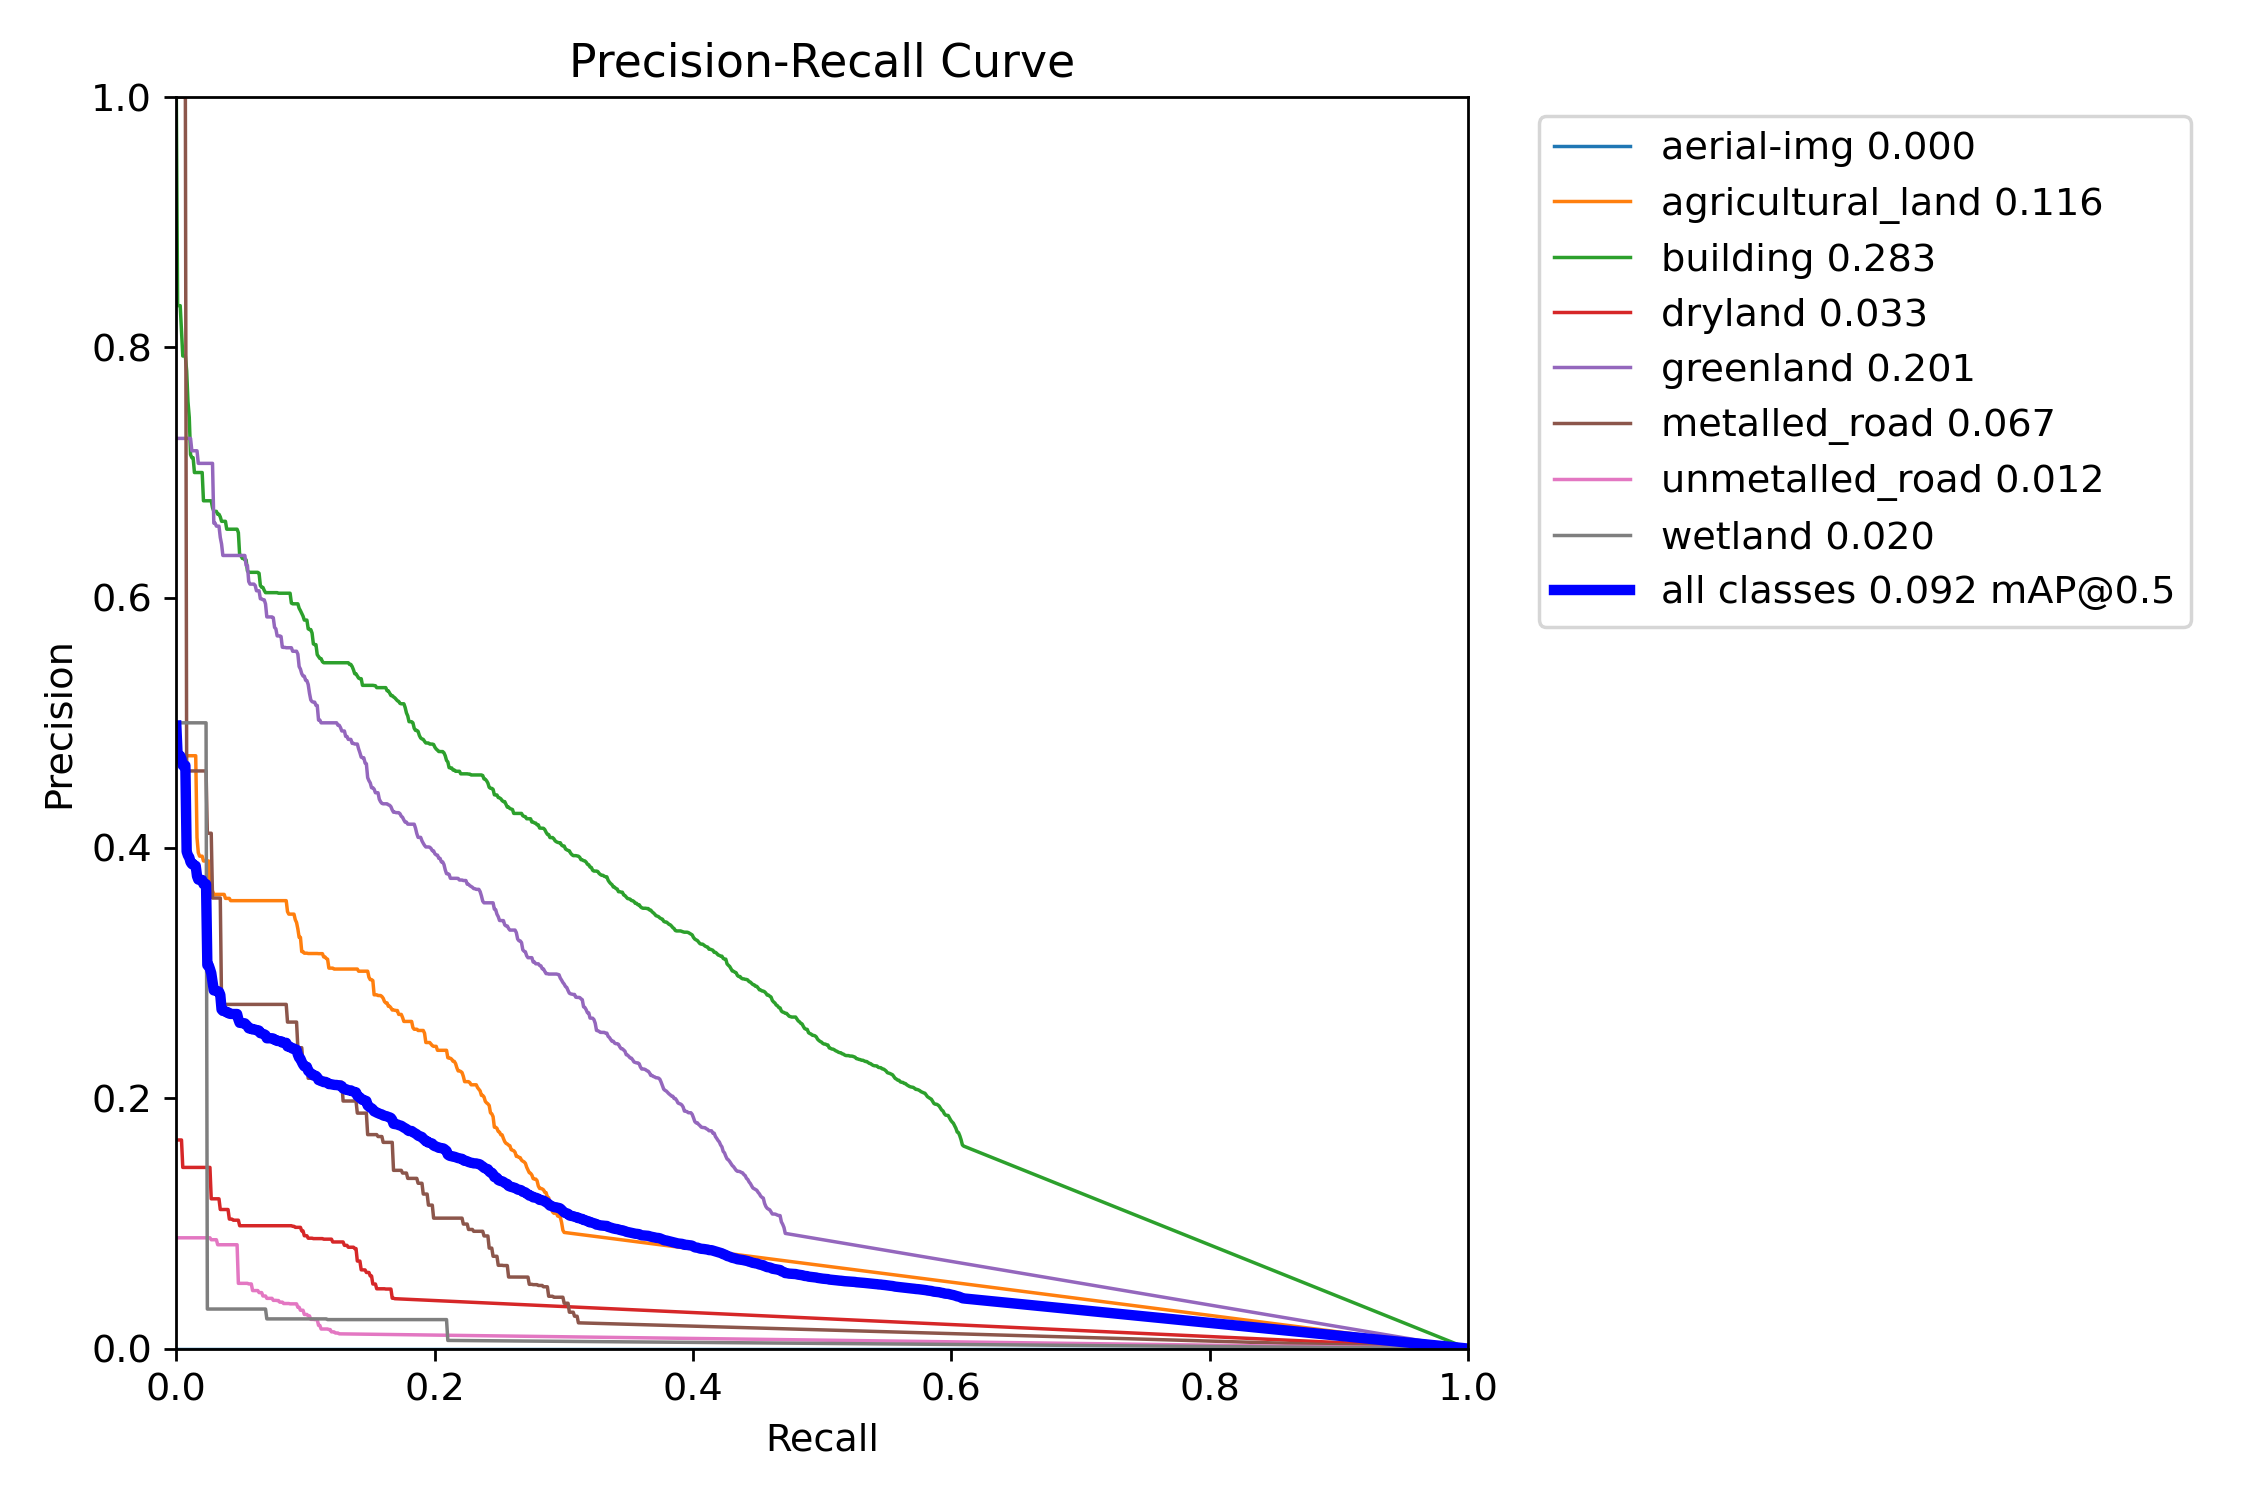 Precision-Recall Curve
1.0
0.8
0.6
0.4
0.2
0.0
Precision
0.0 0.2 0.4 0.6 0.8 1.0
Recall
aerial-img 0.000
agricultural_land 0.116
building 0.283
dryland 0.033
greenland 0.201
metalled_road 0.067
unmetalled_road 0.012
wetland 0.020
all classes 0.092 mAP@0.5